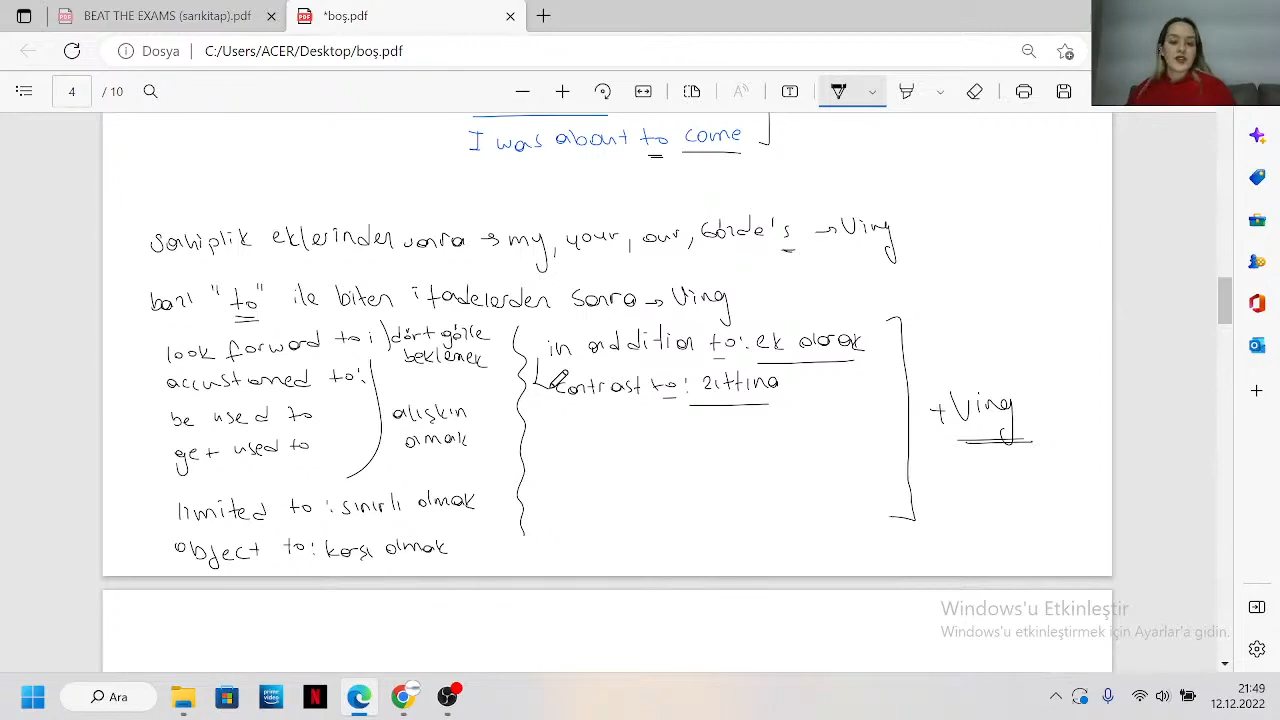 BEAT THE EXAMS (sarıkitap).pdf
*boş.pdf
Dosya
C:/Users/ACER/Desktop/boş.pdf
4 / 10
I was about to come
sahiplik eklerinden sonra → my, your, our, Gözde's → Ving
bazı "to" ile biten ifadelerden sonra → Ving
look forward to : dört gözle beklemek
accustomed to :
be used to
get used to
alışkın olmak
limited to : sınırlı olmak
object to : karşı olmak
in addition to : ek olarak
contrast to : zıttına
+ Ving
Windows'u Etkinleştir
Windows'u etkinleştirmek için Ayarlar'a gidin.
Ara
prime video
N
21:49
12.12.2022